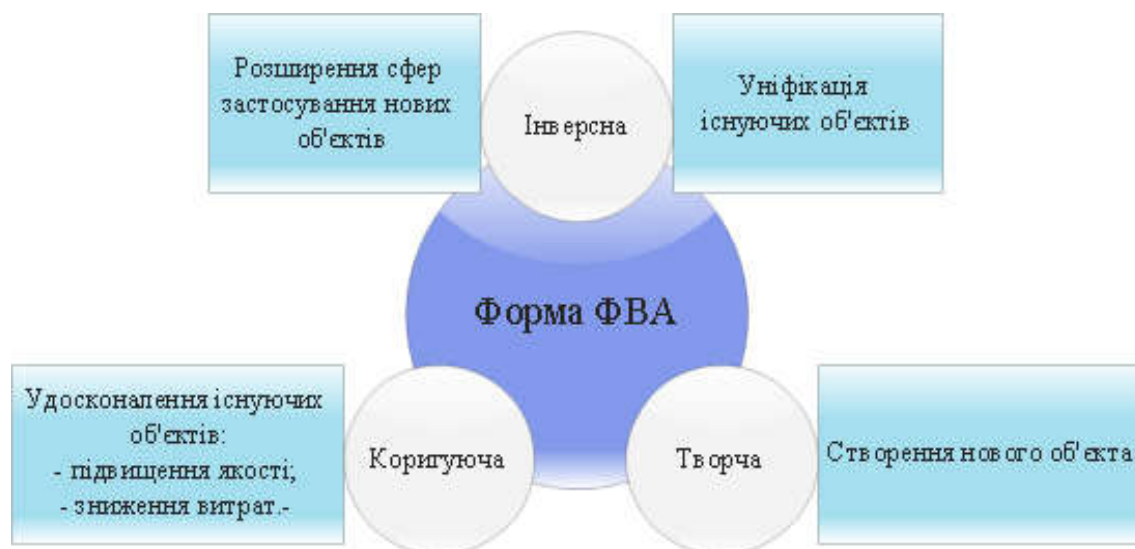 Розширення сфер
застосування нових
об'єктів
Інверсна
Уніфікація
існуючих об'єктів
Форма ФВА
Удосконалення існуючих
об'єктів:
- підвищення якості;
- зниження витрат.-
Коригуюча
Творча
Створення нового об'єкта